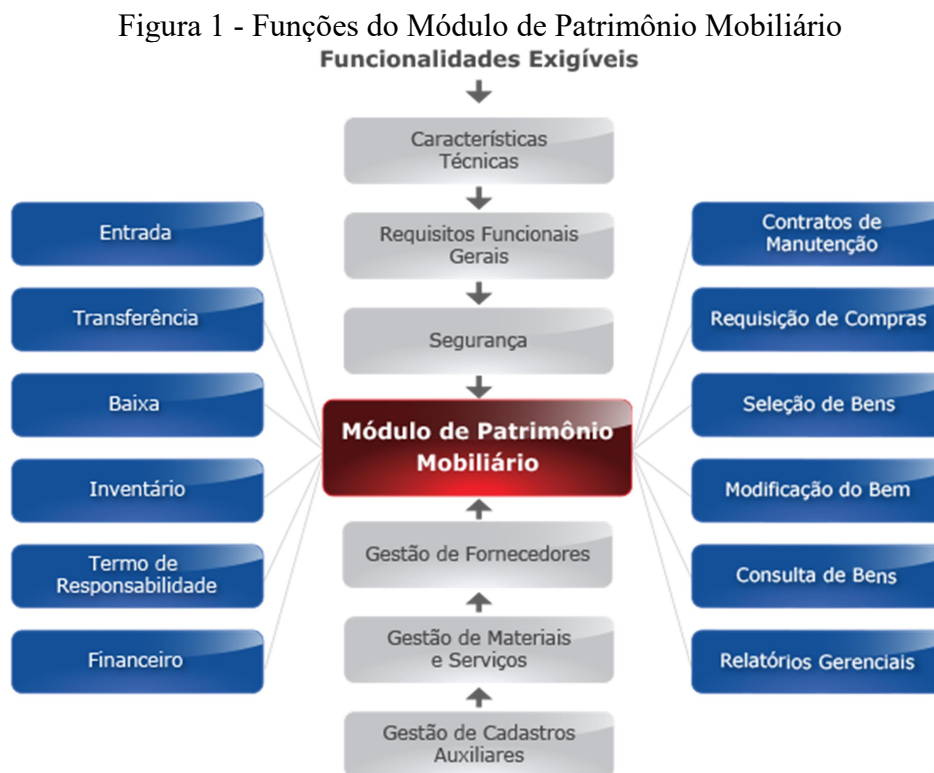 Figura 1 - Funções do Módulo de Patrimônio Mobiliário
Funcionalidades Exigíveis
Características
Técnicas
Requisitos Funcionais
Gerais
Segurança
Módulo de Patrimônio
Mobiliário
Gestão de Fornecedores
Gestão de Materiais
e Serviços
Gestão de Cadastros
Auxiliares
Entrada
Transferência
Baixa
Inventário
Termo de
Responsabilidade
Financeiro
Contratos de
Manutenção
Requisição de Compras
Seleção de Bens
Modificação do Bem
Consulta de Bens
Relatórios Gerenciais